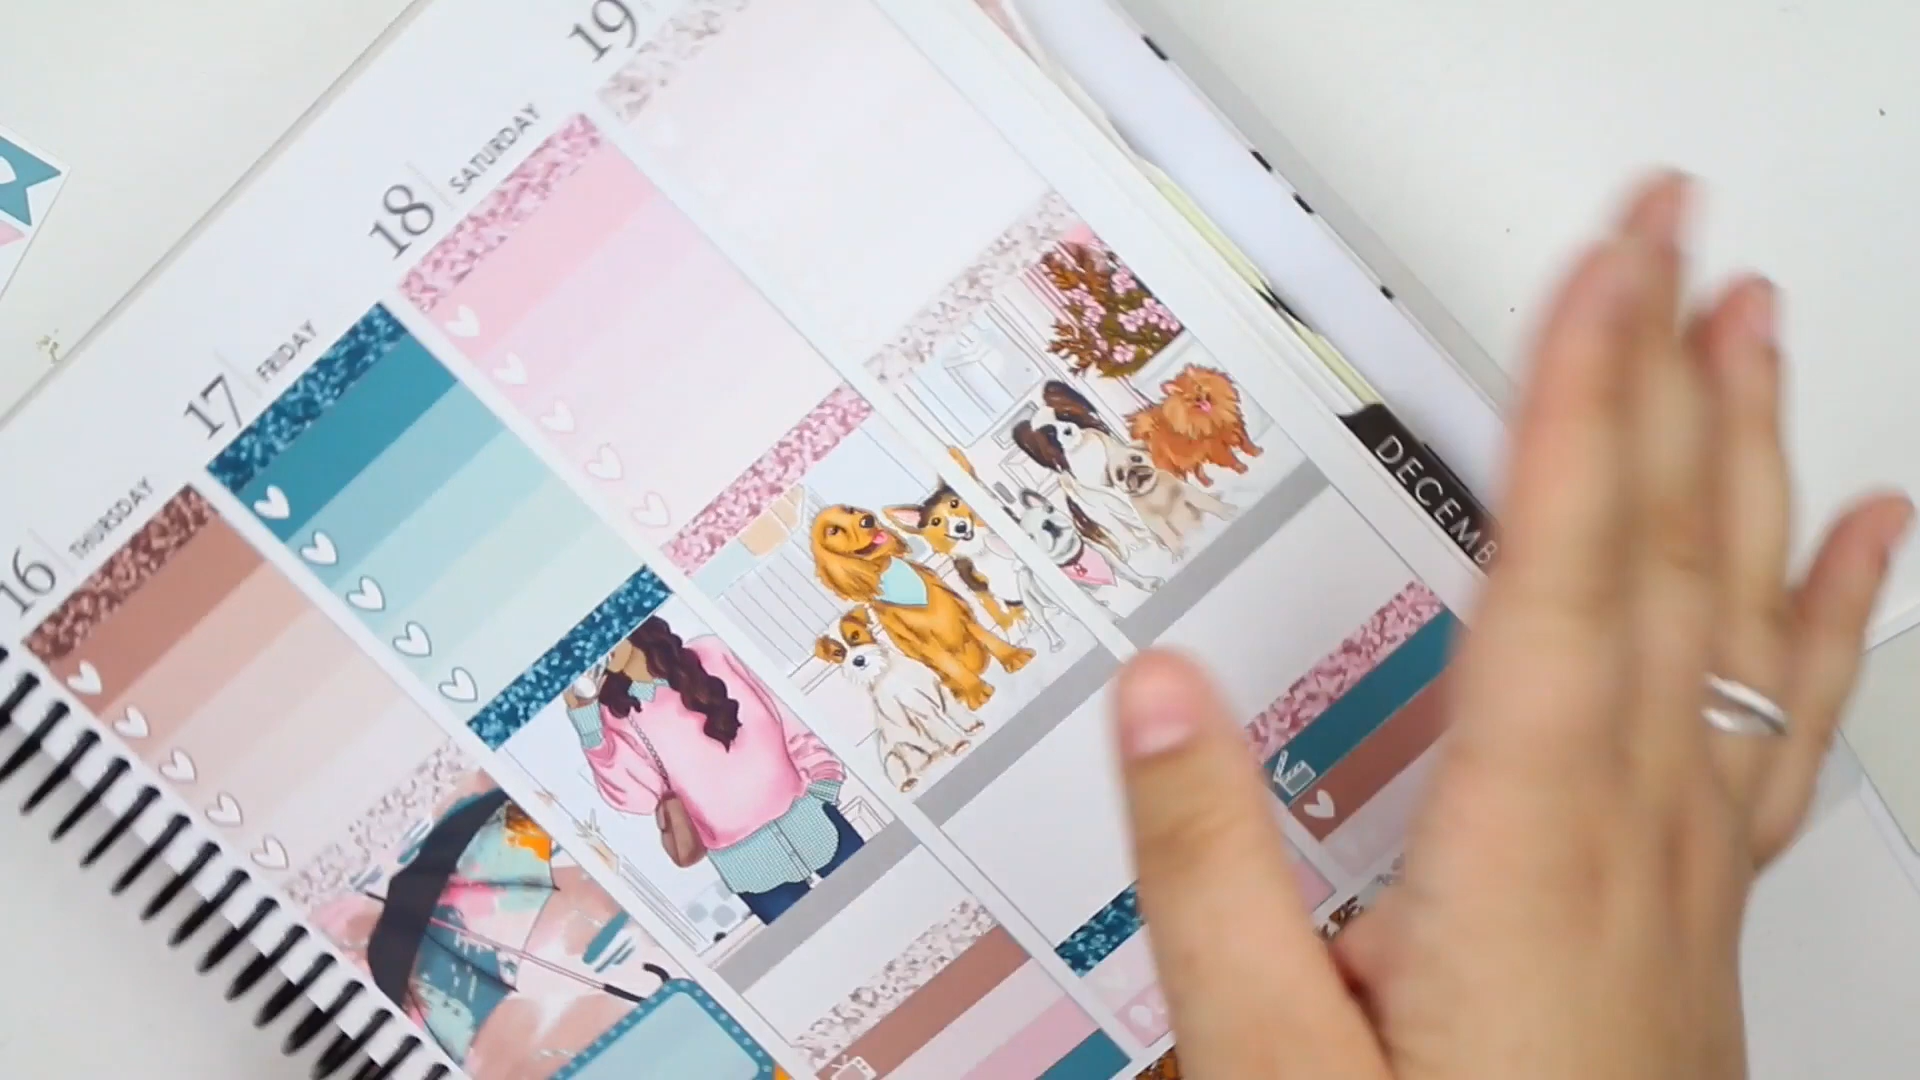 16 THURSDAY
17 FRIDAY
18 SATURDAY
19
DECEMB